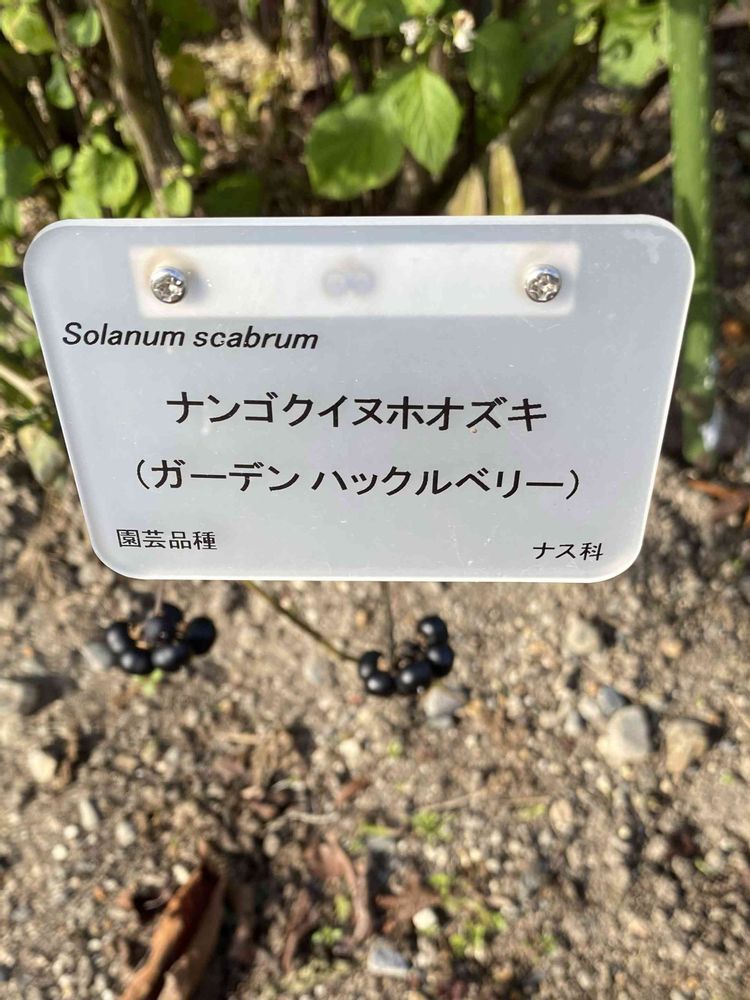 Solanum scabrum
ナンゴクイヌホオズキ
（ガーデン ハックルベリー）
園芸品種
ナス科